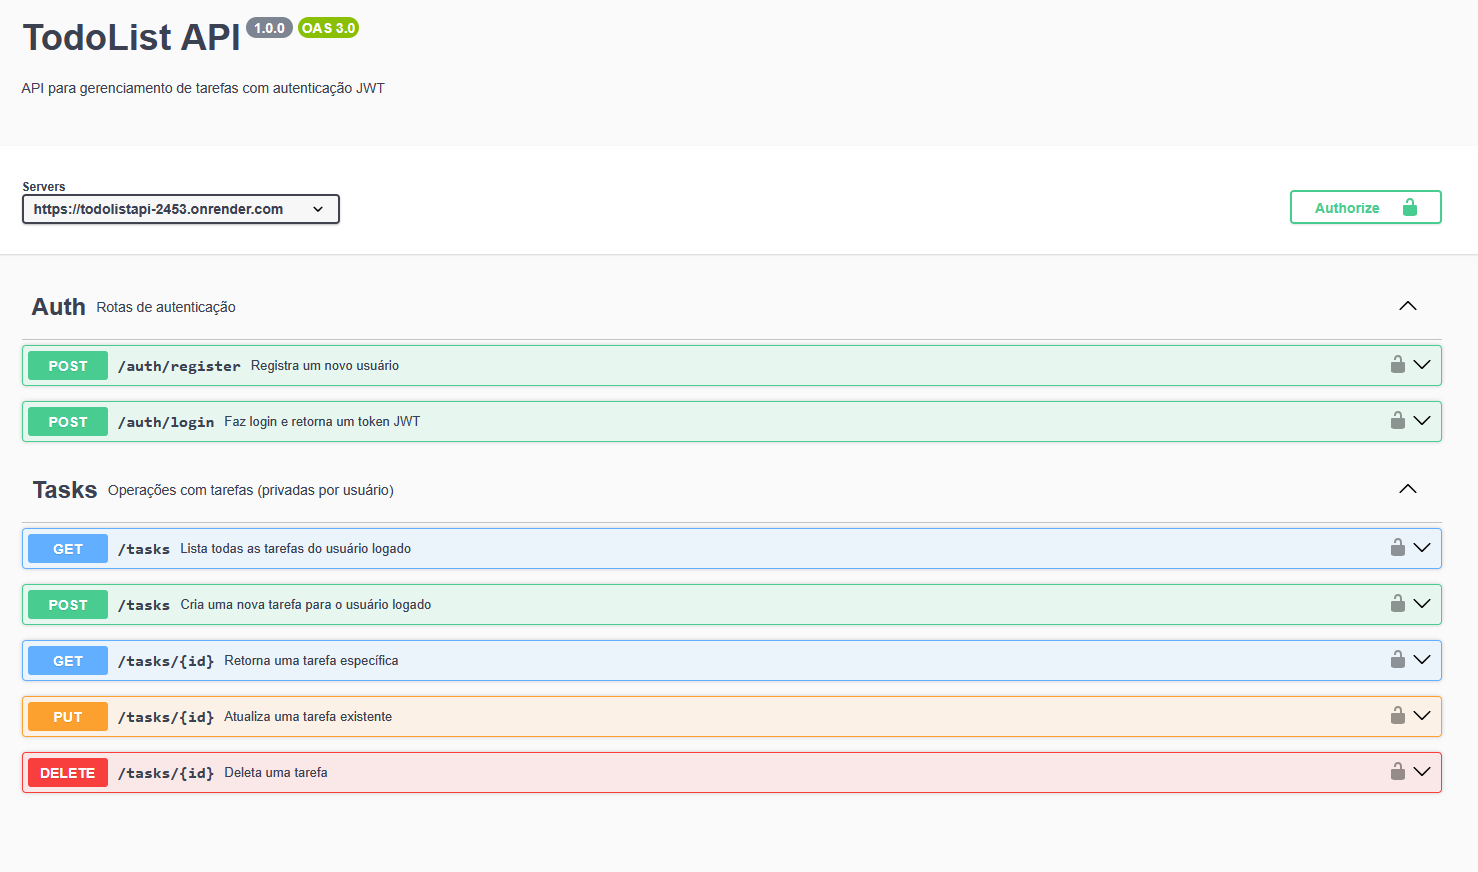 TodoList API 1.0.0 OAS 3.0
API para gerenciamento de tarefas com autenticação JWT
Servers
https://todolistapi-2453.onrender.com
Authorize
Auth Rotas de autenticação
POST /auth/register Registra um novo usuário
POST /auth/login Faz login e retorna um token JWT
Tasks Operações com tarefas (privadas por usuário)
GET /tasks Lista todas as tarefas do usuário logado
POST /tasks Cria uma nova tarefa para o usuário logado
GET /tasks/{id} Retorna uma tarefa específica
PUT /tasks/{id} Atualiza uma tarefa existente
DELETE /tasks/{id} Deleta uma tarefa